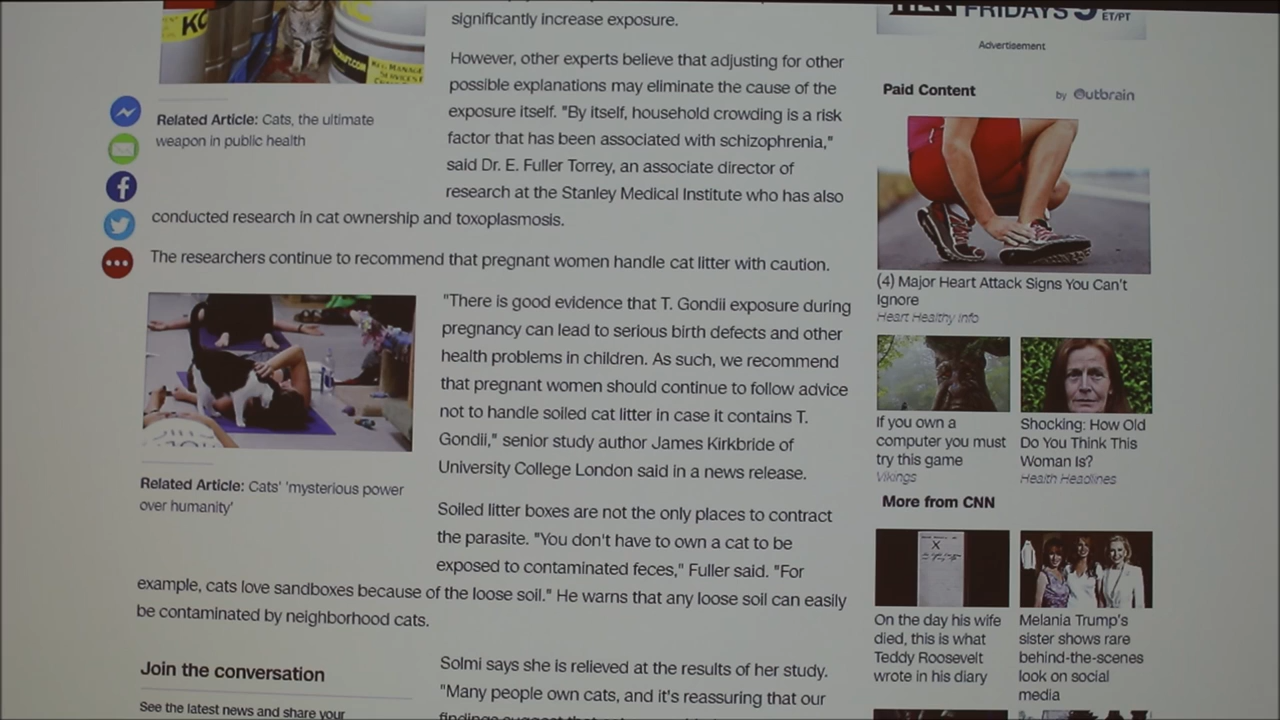 KC
REG. MANAGE
SERVICES
significantly increase exposure.
However, other experts believe that adjusting for other
possible explanations may eliminate the cause of the
exposure itself. "By itself, household crowding is a risk
factor that has been associated with schizophrenia,"
said Dr. E. Fuller Torrey, an associate director of
research at the Stanley Medical Institute who has also
conducted research in cat ownership and toxoplasmosis.
Related Article: Cats, the ultimate
weapon in public health
The researchers continue to recommend that pregnant women handle cat litter with caution.
"There is good evidence that T. Gondii exposure during
pregnancy can lead to serious birth defects and other
health problems in children. As such, we recommend
that pregnant women should continue to follow advice
not to handle soiled cat litter in case it contains T.
Gondii," senior study author James Kirkbride of
University College London said in a news release.
Related Article: Cats' 'mysterious power
over humanity'
Soiled litter boxes are not the only places to contract
the parasite. "You don't have to own a cat to be
exposed to contaminated feces," Fuller said. "For
example, cats love sandboxes because of the loose soil." He warns that any loose soil can easily
be contaminated by neighborhood cats.
Join the conversation
See the latest news and share your
Solmi says she is relieved at the results of her study.
"Many people own cats, and it's reassuring that our
FRIDAYS 9 ET/PT
Advertisement
Paid Content
by Outbrain
(4) Major Heart Attack Signs You Can't
Ignore
Heart Healthy Info
If you own a
computer you must
try this game
Vikings
Shocking: How Old
Do You Think This
Woman Is?
Health Headlines
More from CNN
X
On the day his wife
died, this is what
Teddy Roosevelt
wrote in his diary
Melania Trump's
sister shows rare
behind-the-scenes
look on social
media